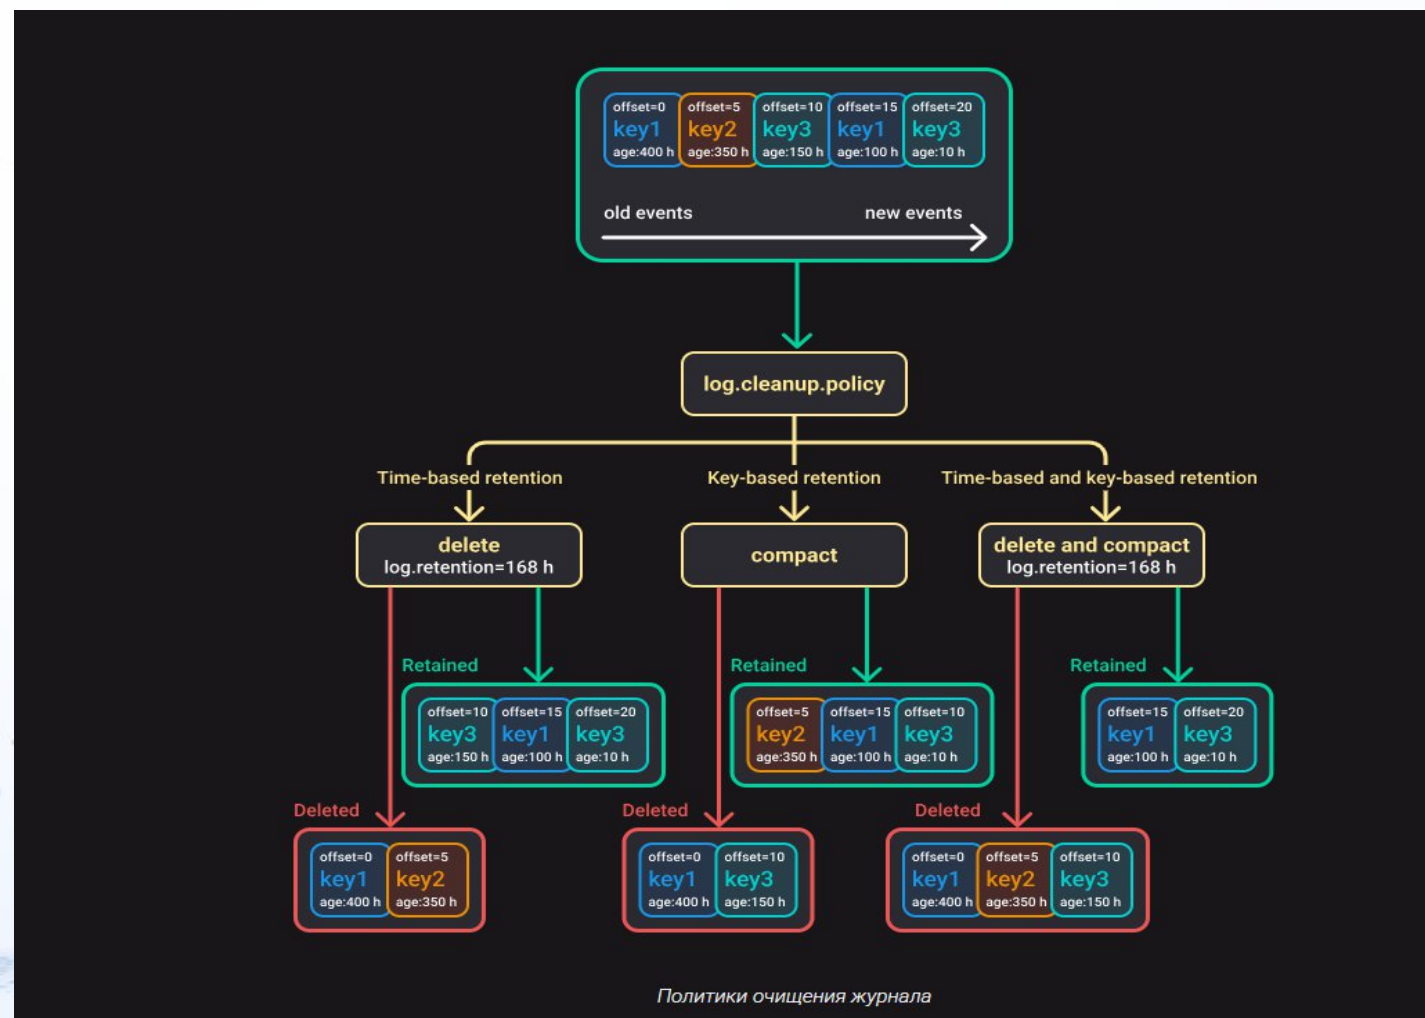 offset=0 offset=5 offset=10 offset=15 offset=20
key1 key2 key3 key1 key3
age:400 h age:350 h age:150 h age:100 h age:10 h
old events new events
log.cleanup.policy
Time-based retention Key-based retention Time-based and key-based retention
delete
log.retention=168 h
compact
delete and compact
log.retention=168 h
Retained
offset=10 offset=15 offset=20
key3 key1 key3
age:150 h age:100 h age:10 h
Retained
offset=5 offset=15 offset=10
key2 key1 key3
age:350 h age:100 h age:10 h
Retained
offset=15 offset=20
key1 key3
age:100 h age:10 h
Deleted
offset=0 offset=5
key1 key2
age:400 h age:350 h
Deleted
offset=0 offset=10
key1 key3
age:400 h age:150 h
Deleted
offset=0 offset=5 offset=10
key1 key2 key3
age:400 h age:350 h age:150 h
Политики очищения журнала